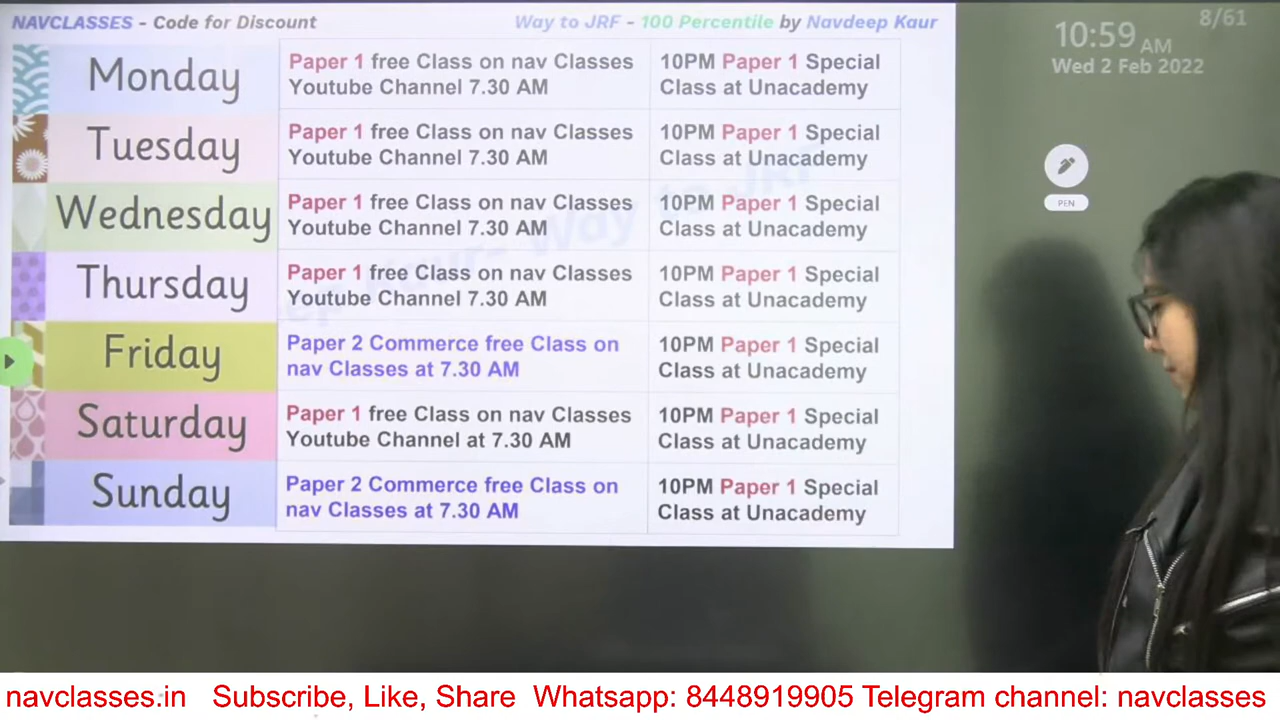 NAVCLASSES - Code for Discount
Way to JRF - 100 Percentile by Navdeep Kaur
8/61
10:59 AM
Wed 2 Feb 2022
PEN
Monday
Paper 1 free Class on nav Classes
Youtube Channel 7.30 AM
10PM Paper 1 Special
Class at Unacademy
Tuesday
Paper 1 free Class on nav Classes
Youtube Channel 7.30 AM
10PM Paper 1 Special
Class at Unacademy
Wednesday
Paper 1 free Class on nav Classes
Youtube Channel 7.30 AM
10PM Paper 1 Special
Class at Unacademy
Thursday
Paper 1 free Class on nav Classes
Youtube Channel 7.30 AM
10PM Paper 1 Special
Class at Unacademy
Friday
Paper 2 Commerce free Class on
nav Classes at 7.30 AM
10PM Paper 1 Special
Class at Unacademy
Saturday
Paper 1 free Class on nav Classes
Youtube Channel at 7.30 AM
10PM Paper 1 Special
Class at Unacademy
Sunday
Paper 2 Commerce free Class on
nav Classes at 7.30 AM
10PM Paper 1 Special
Class at Unacademy
Kaur- Way to JRF
navclasses.in Subscribe, Like, Share Whatsapp: 8448919905 Telegram channel: navclasses